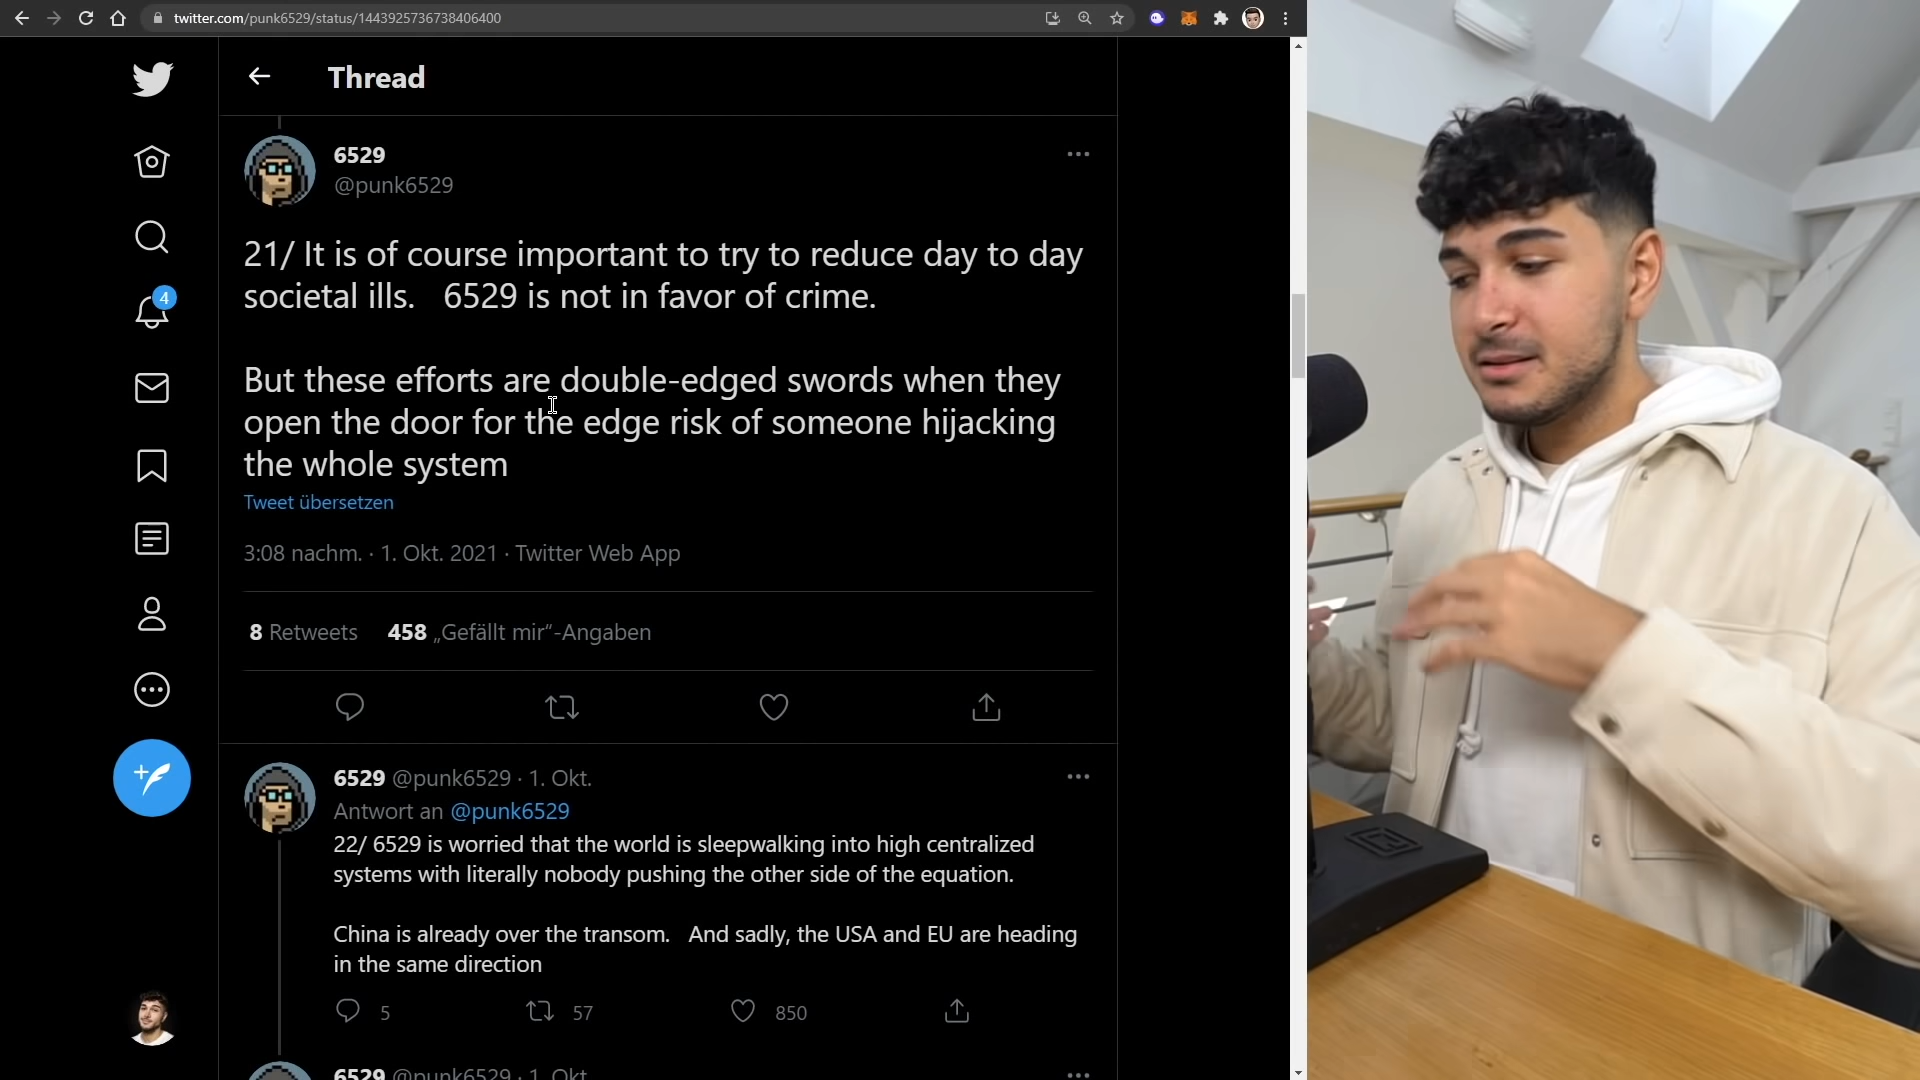 twitter.com/punk6529/status/1443925736738406400
Thread
6529
@punk6529
21/ It is of course important to try to reduce day to day
societal ills.   6529 is not in favor of crime.
But these efforts are double-edged swords when they
open the door for the edge risk of someone hijacking
the whole system
Tweet übersetzen
3:08 nachm. · 1. Okt. 2021 · Twitter Web App
8 Retweets 458 „Gefällt mir“-Angaben
4
6529 @punk6529 · 1. Okt.
Antwort an @punk6529
22/ 6529 is worried that the world is sleepwalking into high centralized
systems with literally nobody pushing the other side of the equation.
China is already over the transom.   And sadly, the USA and EU are heading
in the same direction
5 57 850
6529 @punk6529 · 1. Okt.